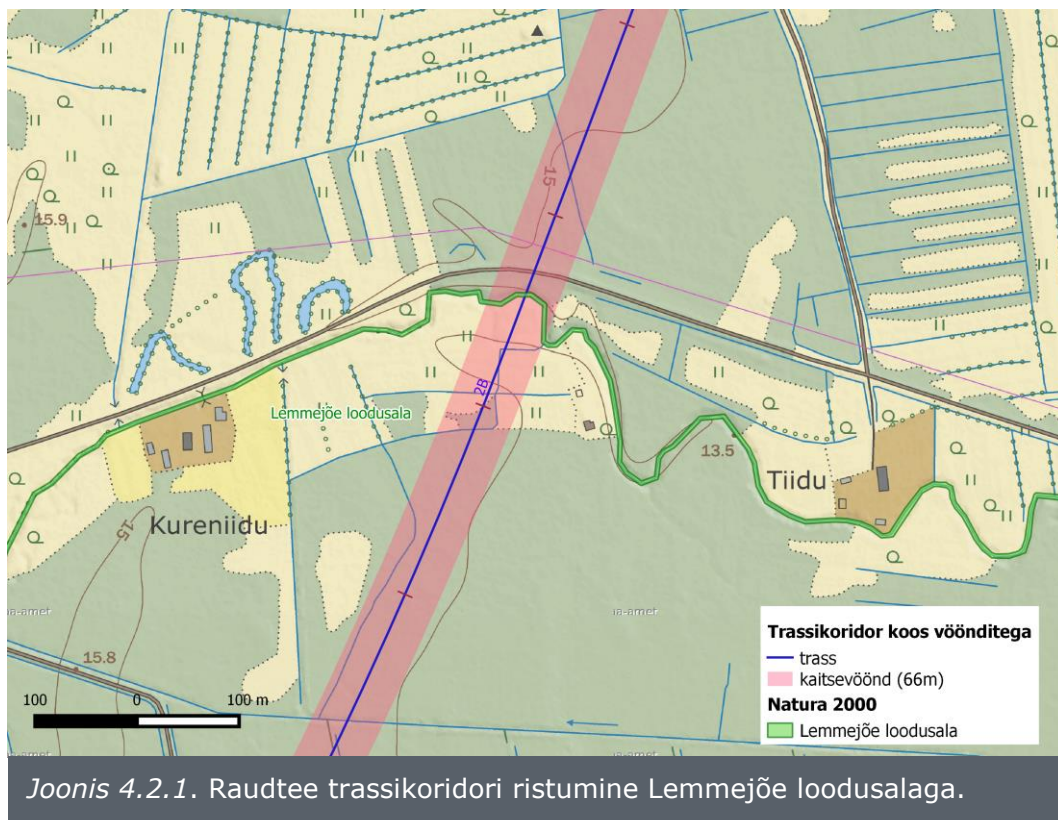 15
15.9
2B
Lemmejõe loodusala
13.5
Tiidu
Kureniidu
15
15.8
100 0 100 m
Trassikoridor koos vöönditega
trass
kaitsevöönd (66m)
Natura 2000
Lemmejõe loodusala
Joonis 4.2.1. Raudtee trassikoridori ristumine Lemmejõe loodusalaga.